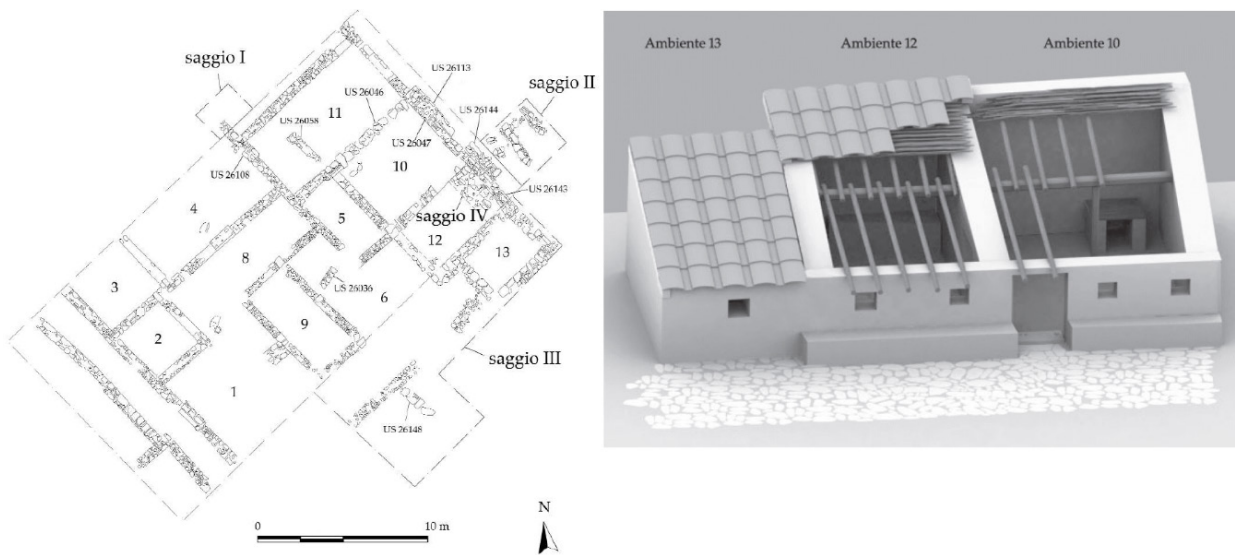 saggio I
US 26113
saggio II
US 26046
US 26144
11
US 26058
US 26047
10
US 26108
US 26143
4
saggio IV
5
12
13
8
3
US 26036
6
9
2
saggio III
1
US 26148
0
10 m
N
Ambiente 13
Ambiente 12
Ambiente 10